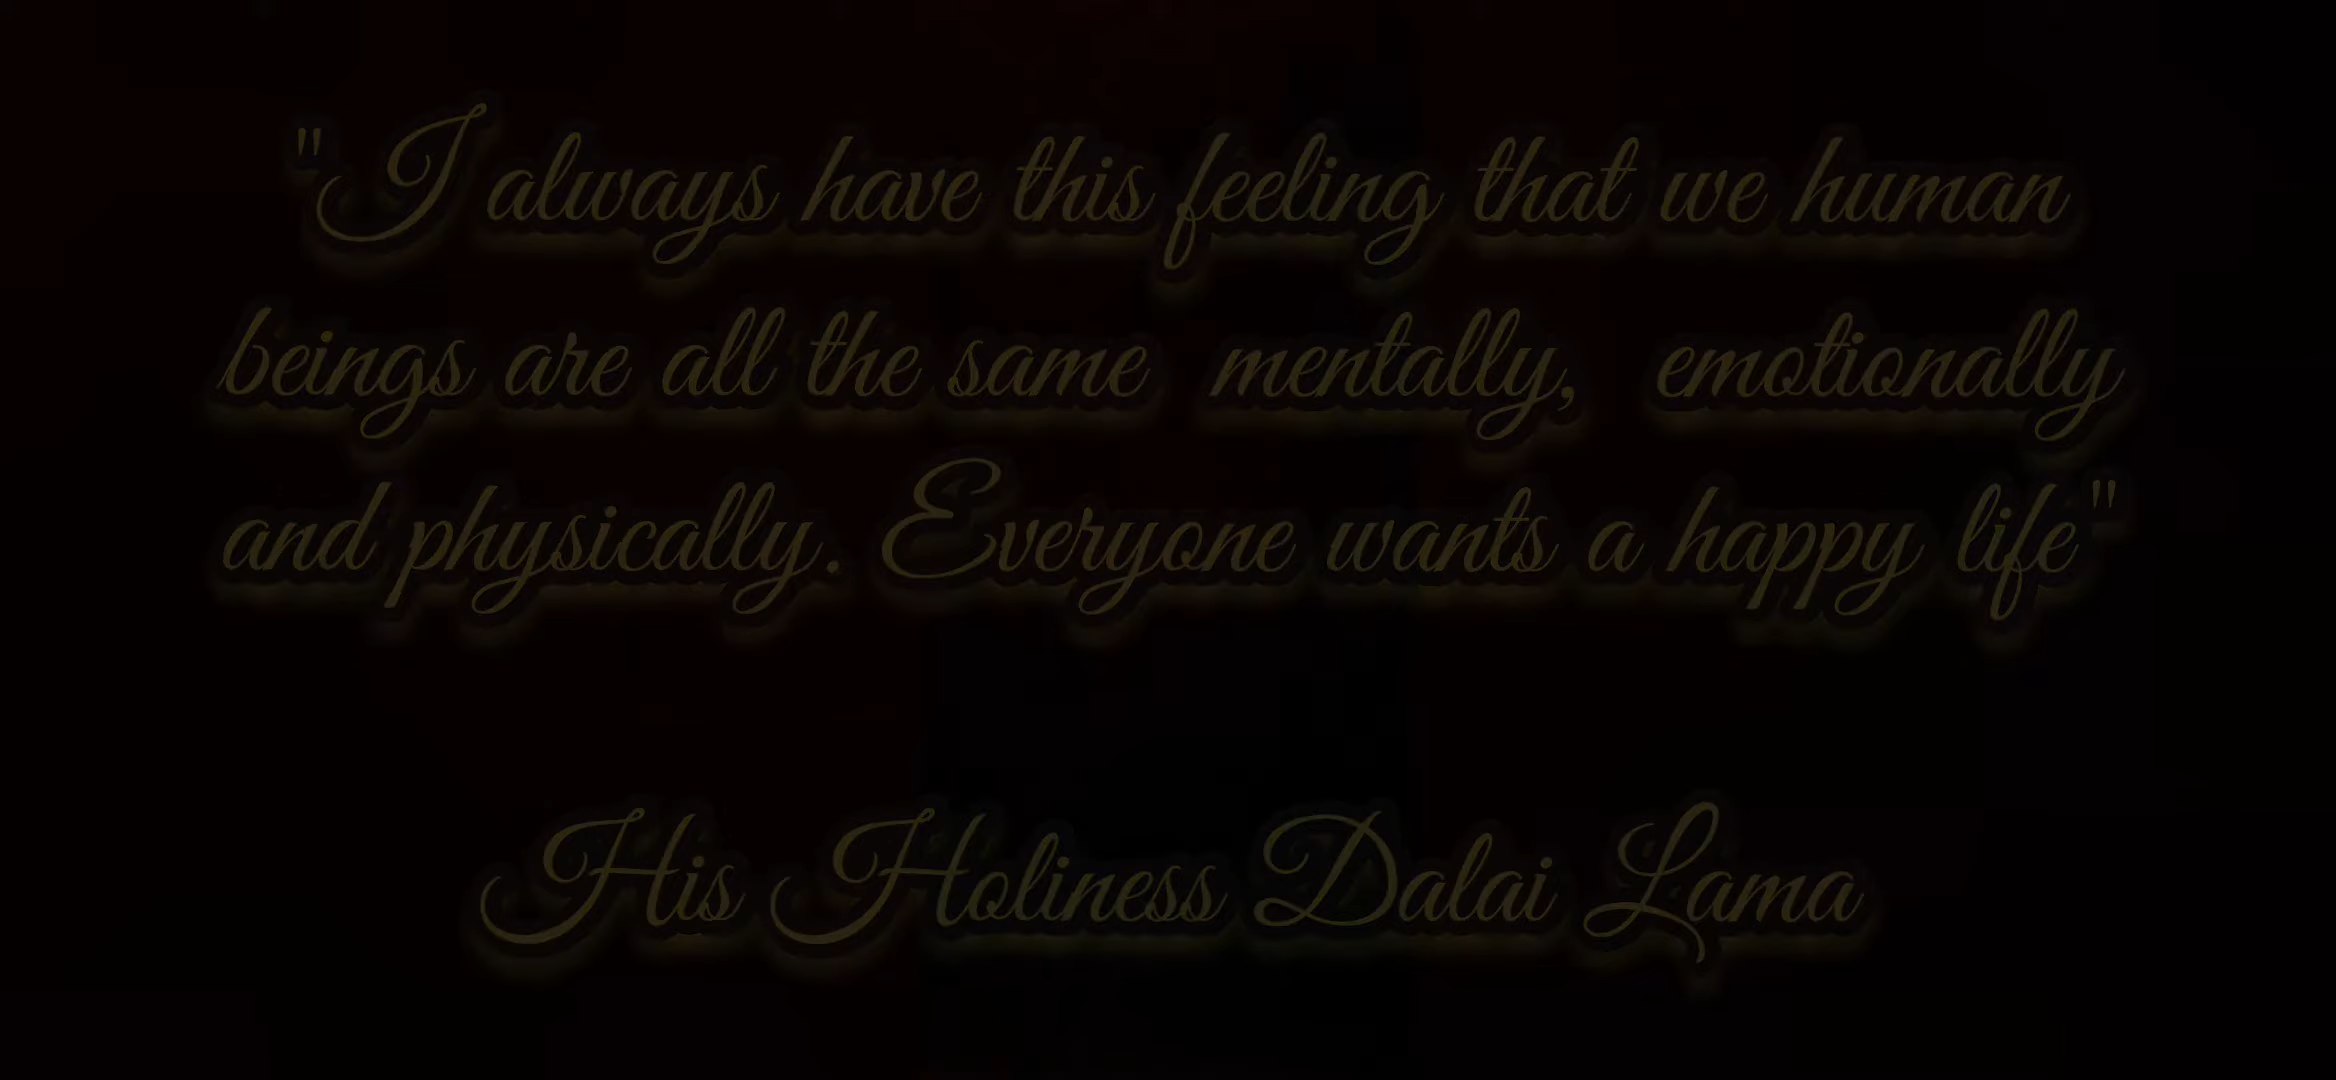 "I always have this feeling that we human
beings are all the same mentally, emotionally
and physically. Everyone wants a happy life"
His Holiness Dalai Lama